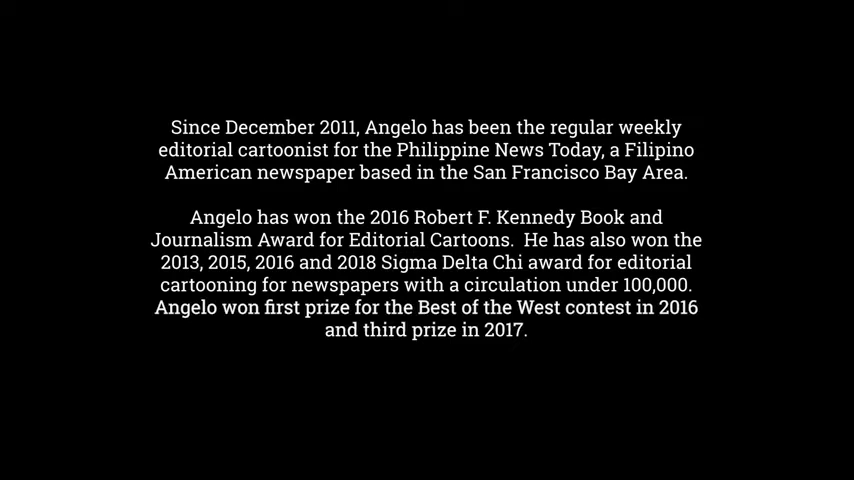 Since December 2011, Angelo has been the regular weekly
editorial cartoonist for the Philippine News Today, a Filipino
American newspaper based in the San Francisco Bay Area.
Angelo has won the 2016 Robert F. Kennedy Book and
Journalism Award for Editorial Cartoons.  He has also won the
2013, 2015, 2016 and 2018 Sigma Delta Chi award for editorial
cartooning for newspapers with a circulation under 100,000.
Angelo won first prize for the Best of the West contest in 2016
and third prize in 2017.